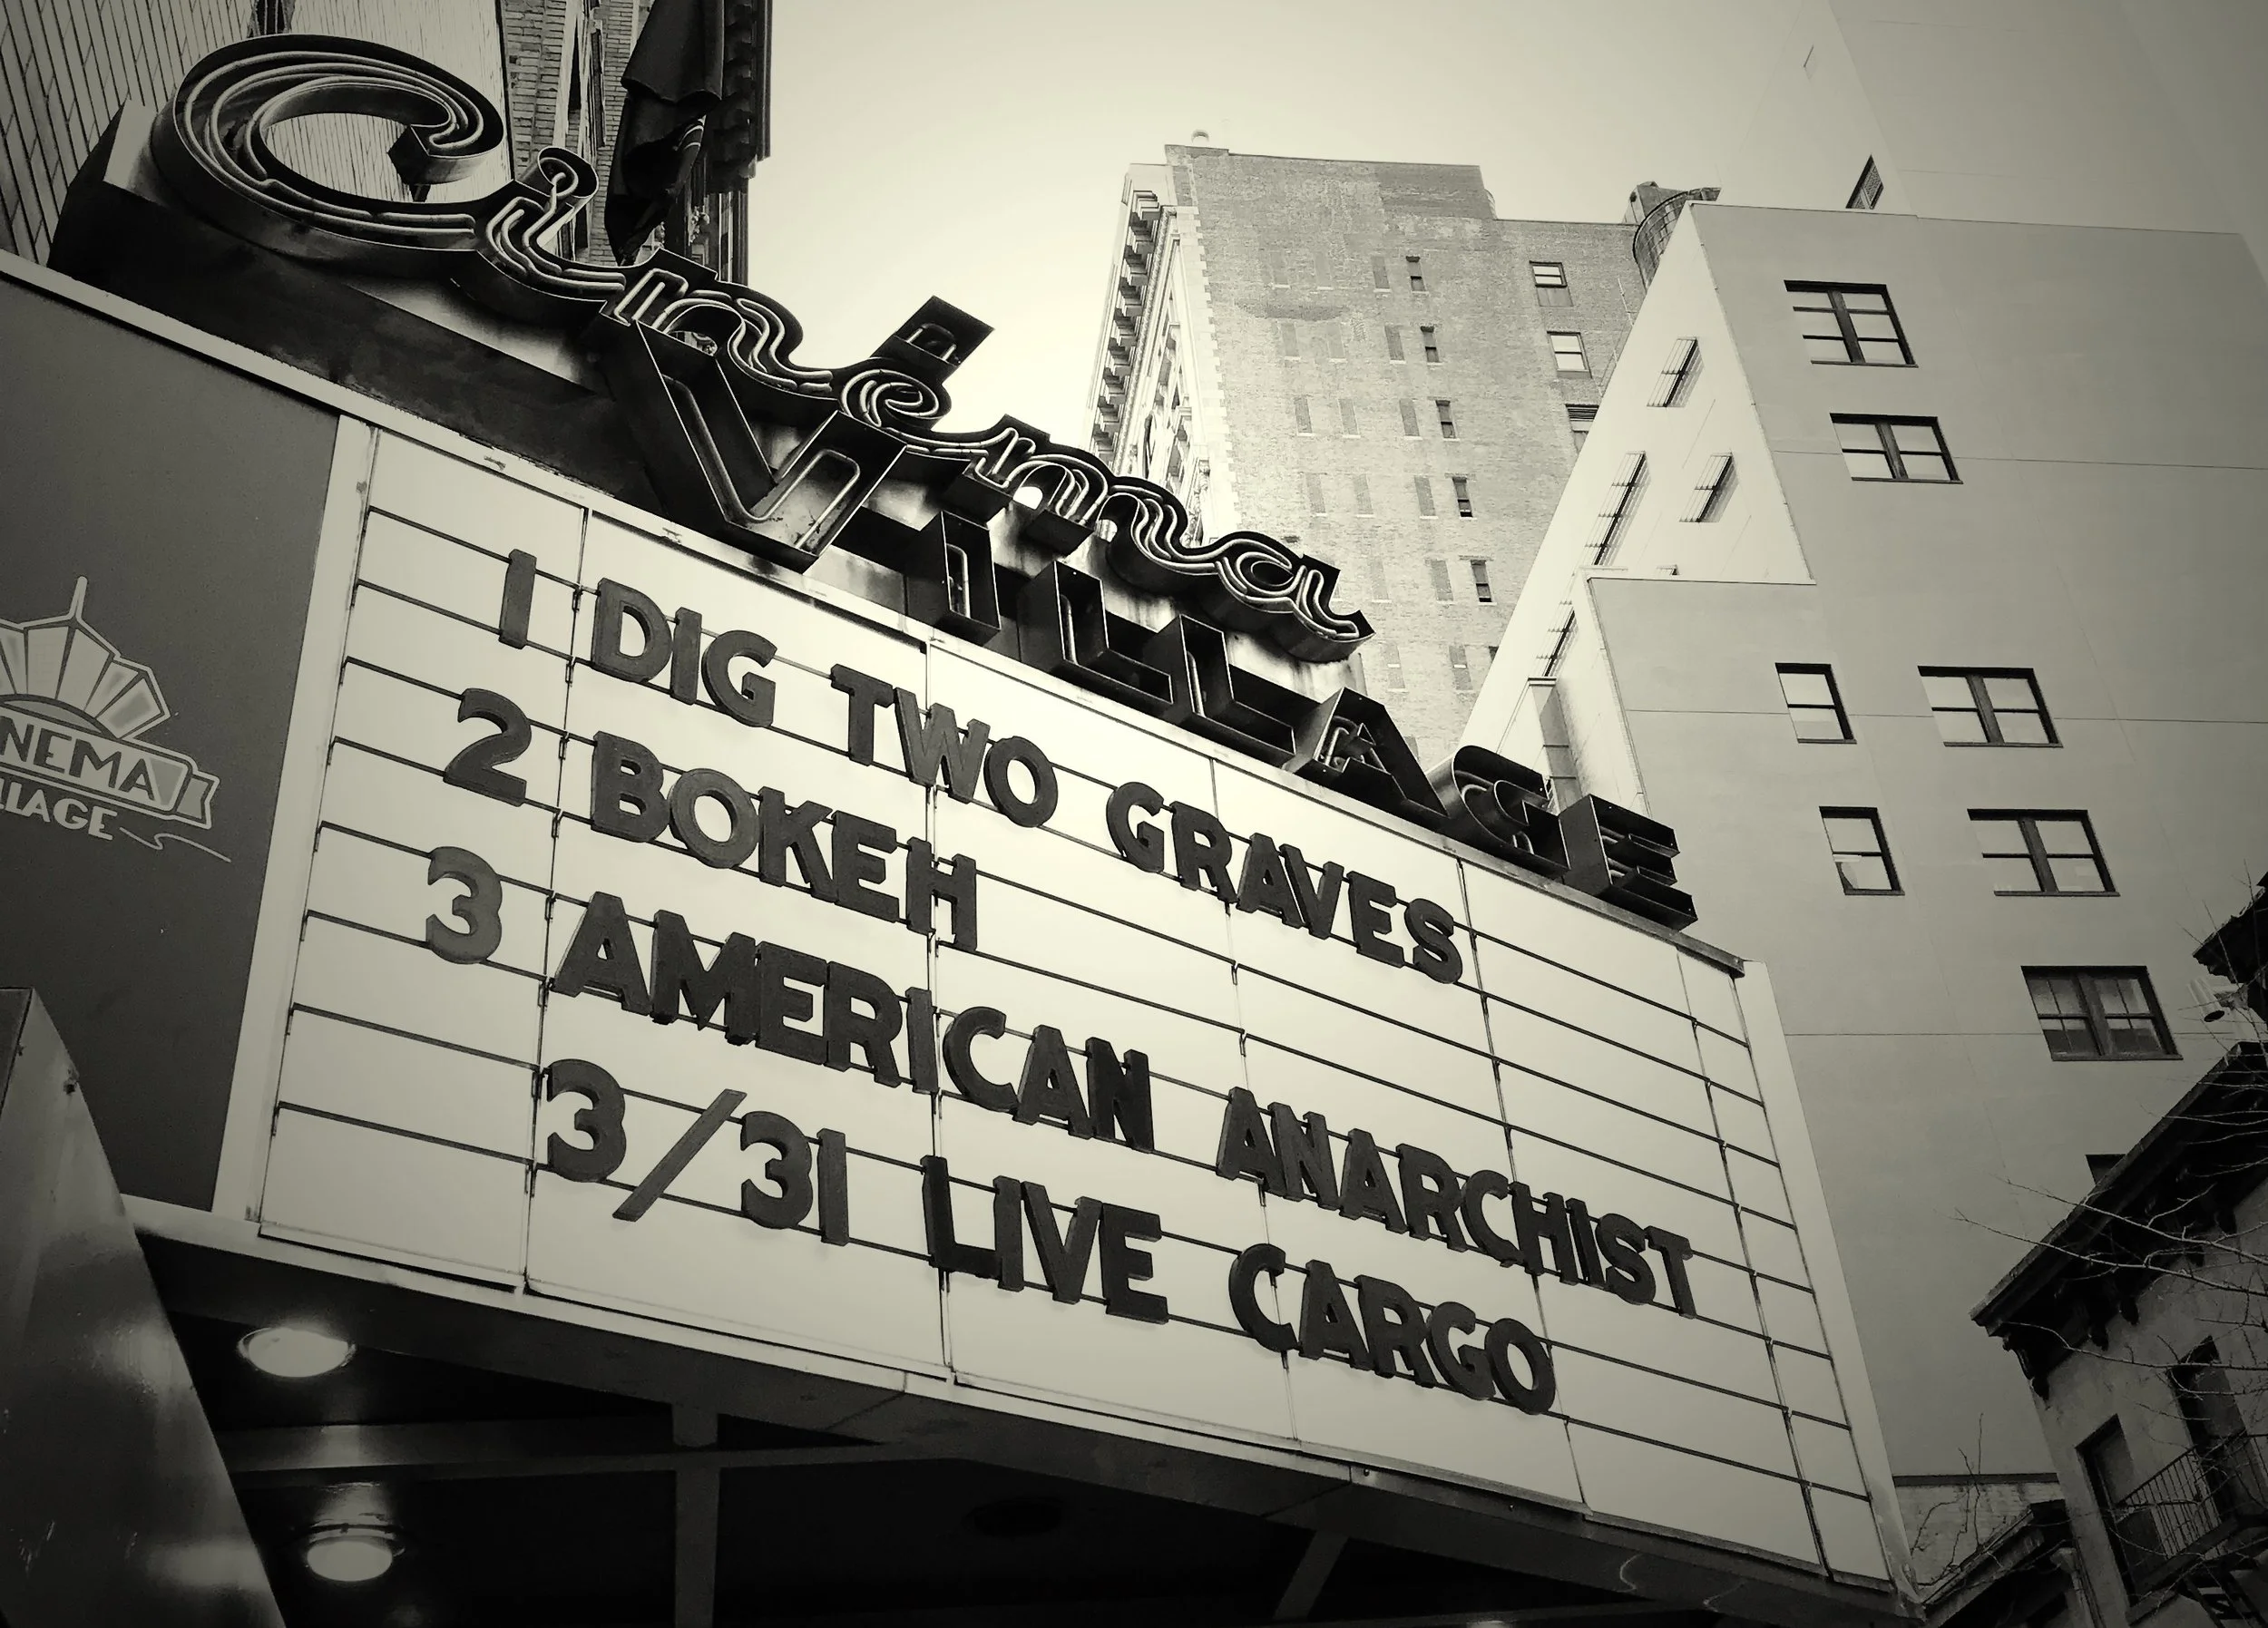 Cinema
VILLAGE
1 DIG TWO GRAVES
2 BOKEH
3 AMERICAN ANARCHIST
3/31 LIVE CARGO
NEMA
LLAGE